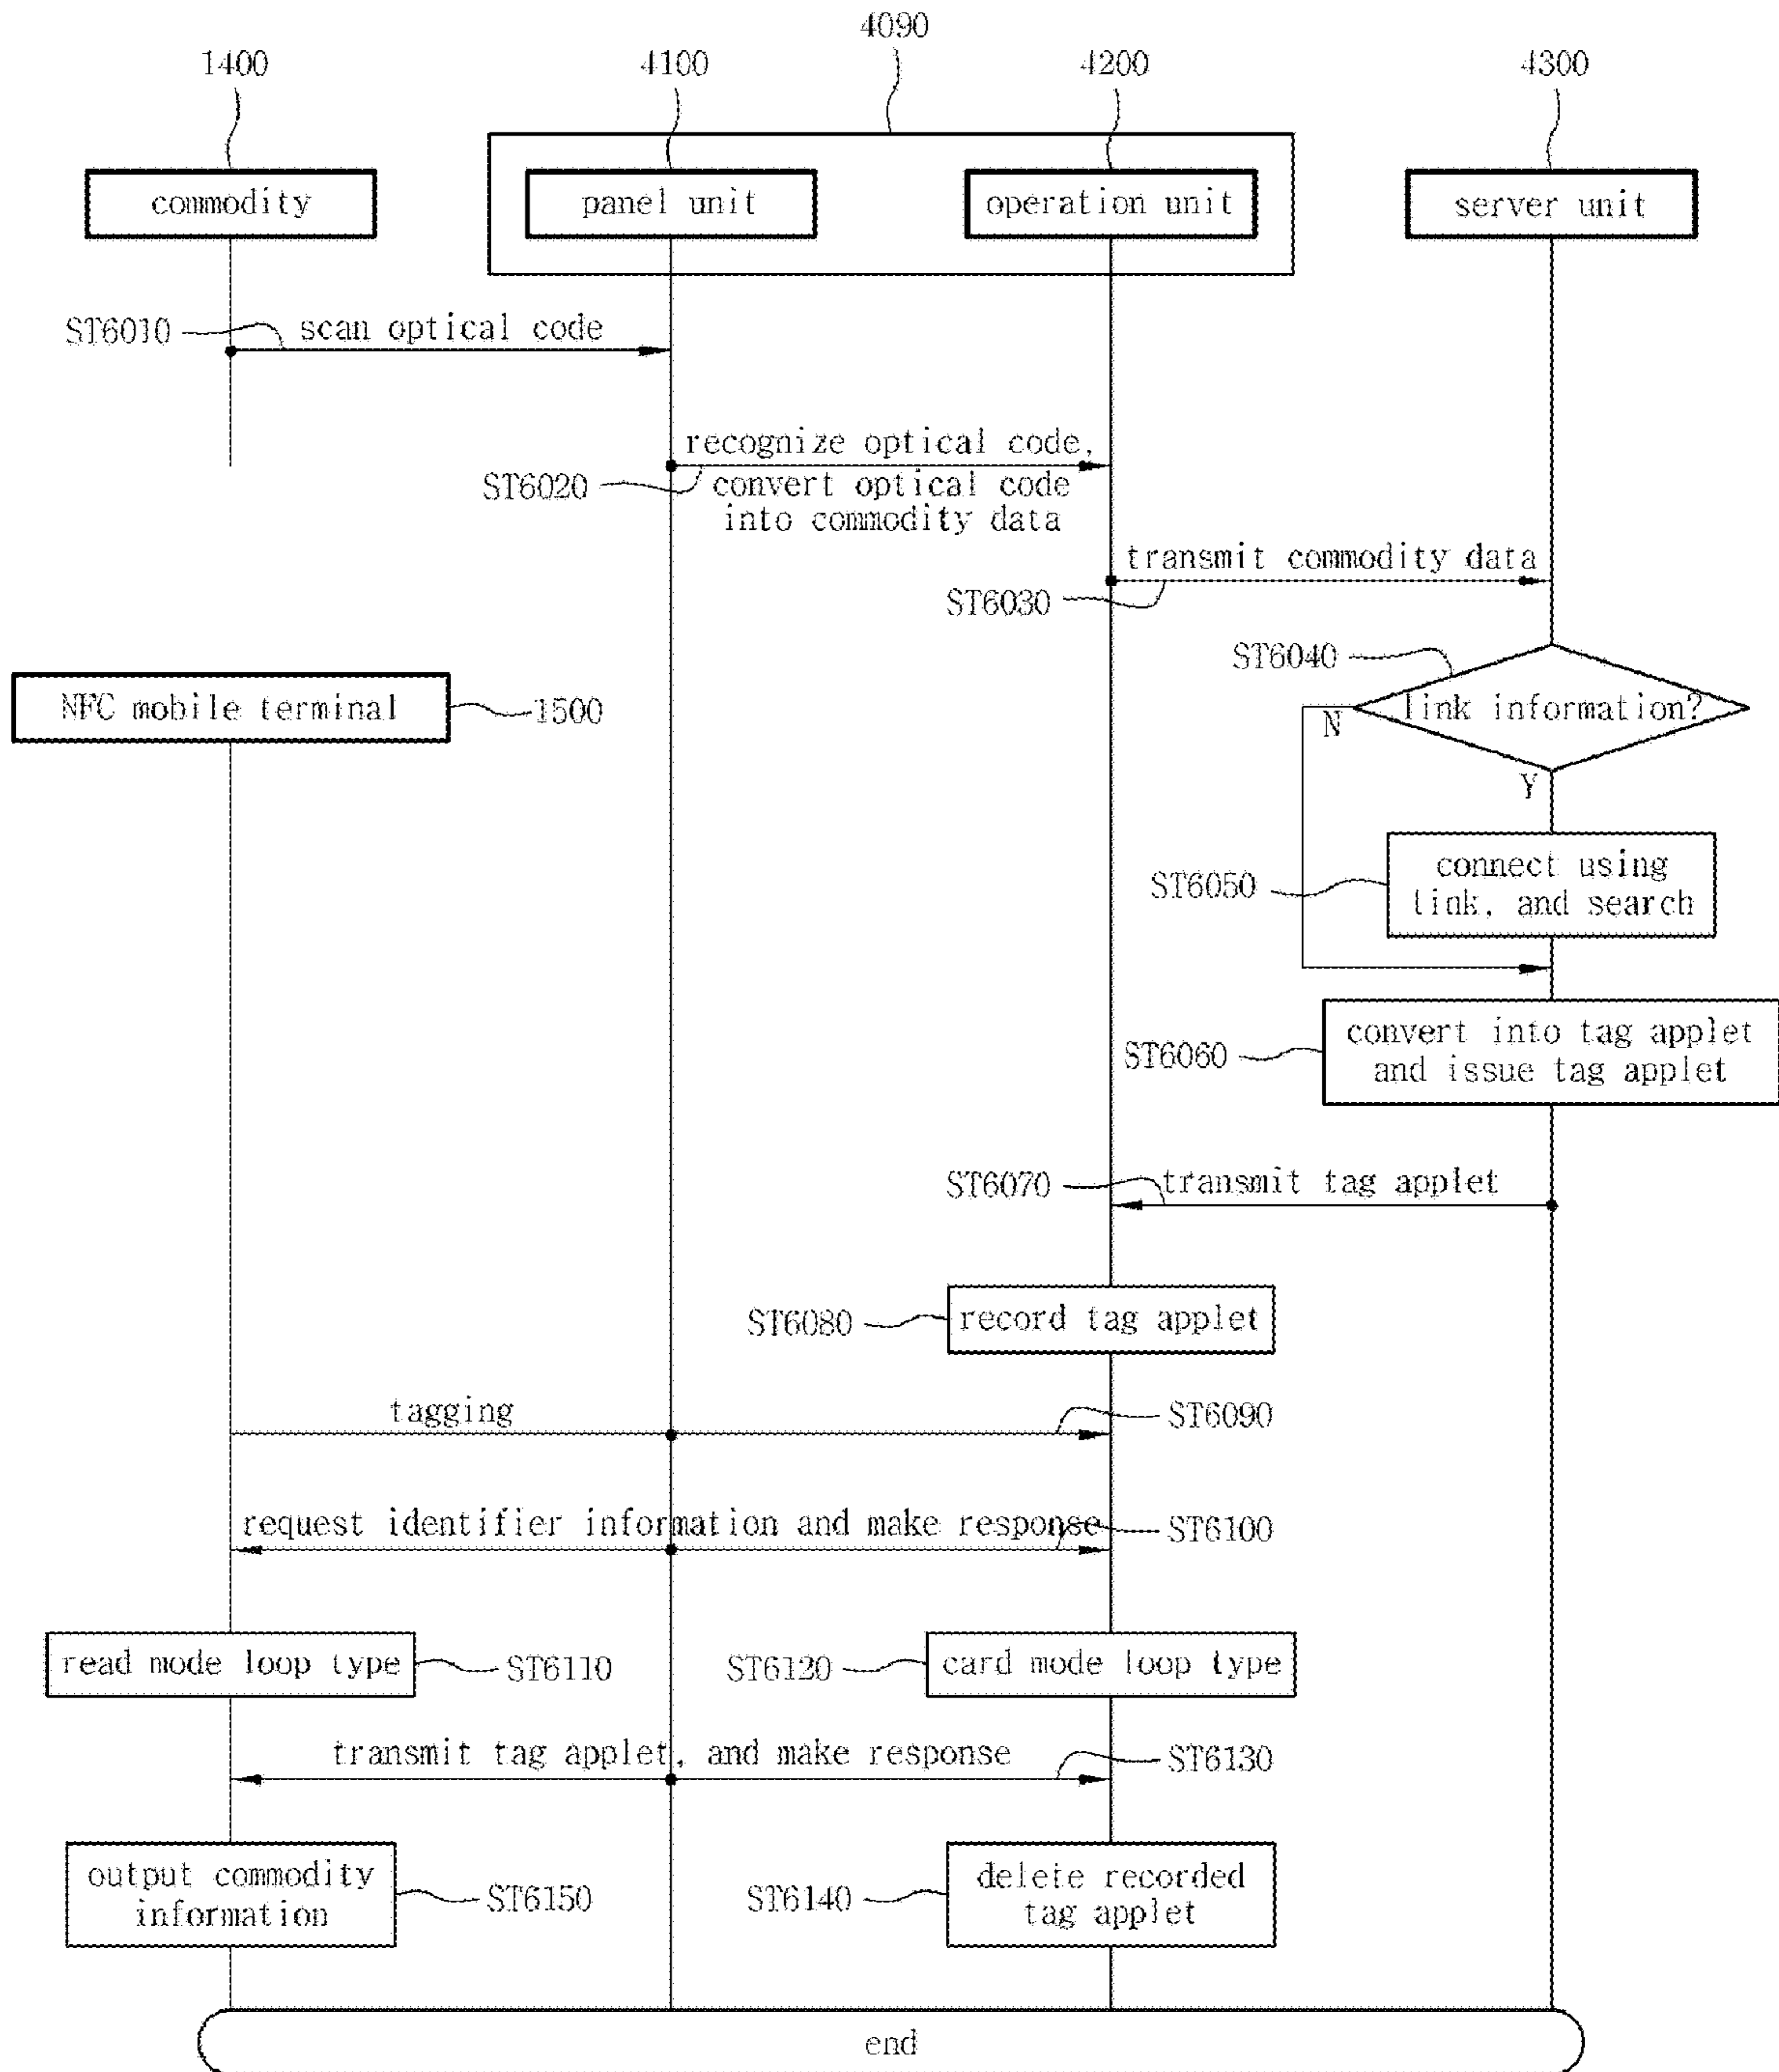 4090
1400
4100
4200
4300
commodity
panel unit
operation unit
server unit
ST6010
scan optical code
recognize optical code,
ST6020
convert optical code
into commodity data
transmit commodity data
ST6030
ST6040
NFC mobile terminal
1500
link information?
N
Y
ST6050
connect using
link, and search
ST6060
convert into tag applet
and issue tag applet
ST6070
transmit tag applet
ST6080
record tag applet
tagging
ST6090
request identifier information and make response
ST6100
read mode loop type
ST6110
ST6120
card mode loop type
transmit tag applet, and make response
ST6130
output commodity
information
ST6150
ST6140
delete recorded
tag applet
end